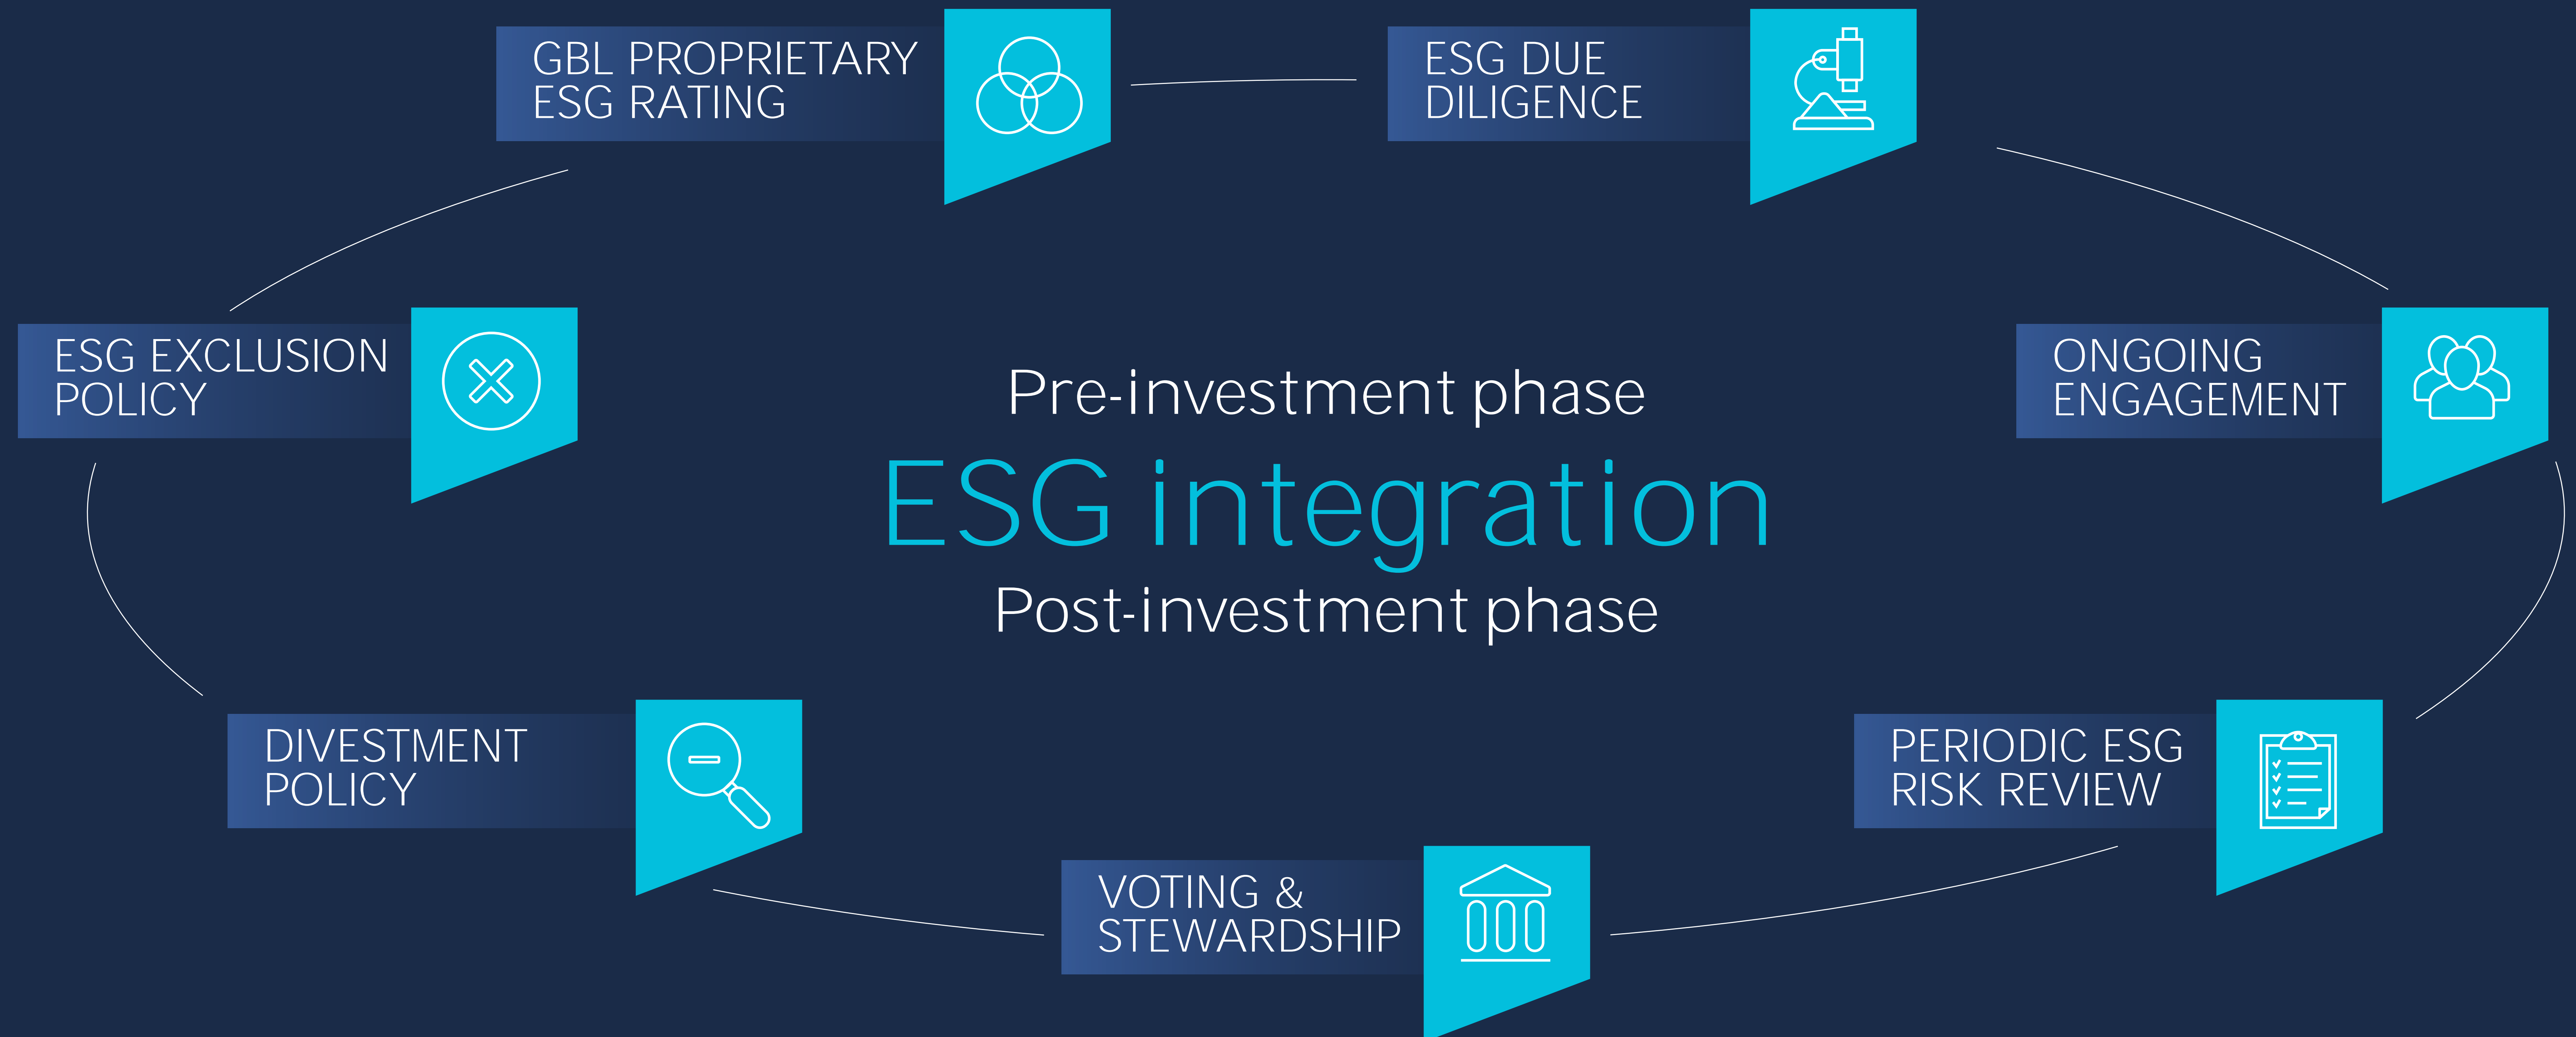 GBL PROPRIETARY
ESG RATING
ESG DUE
DILIGENCE
ESG EXCLUSION
POLICY
ONGOING
ENGAGEMENT
Pre-investment phase
ESG integration
Post-investment phase
DIVESTMENT
POLICY
PERIODIC ESG
RISK REVIEW
VOTING &
STEWARDSHIP